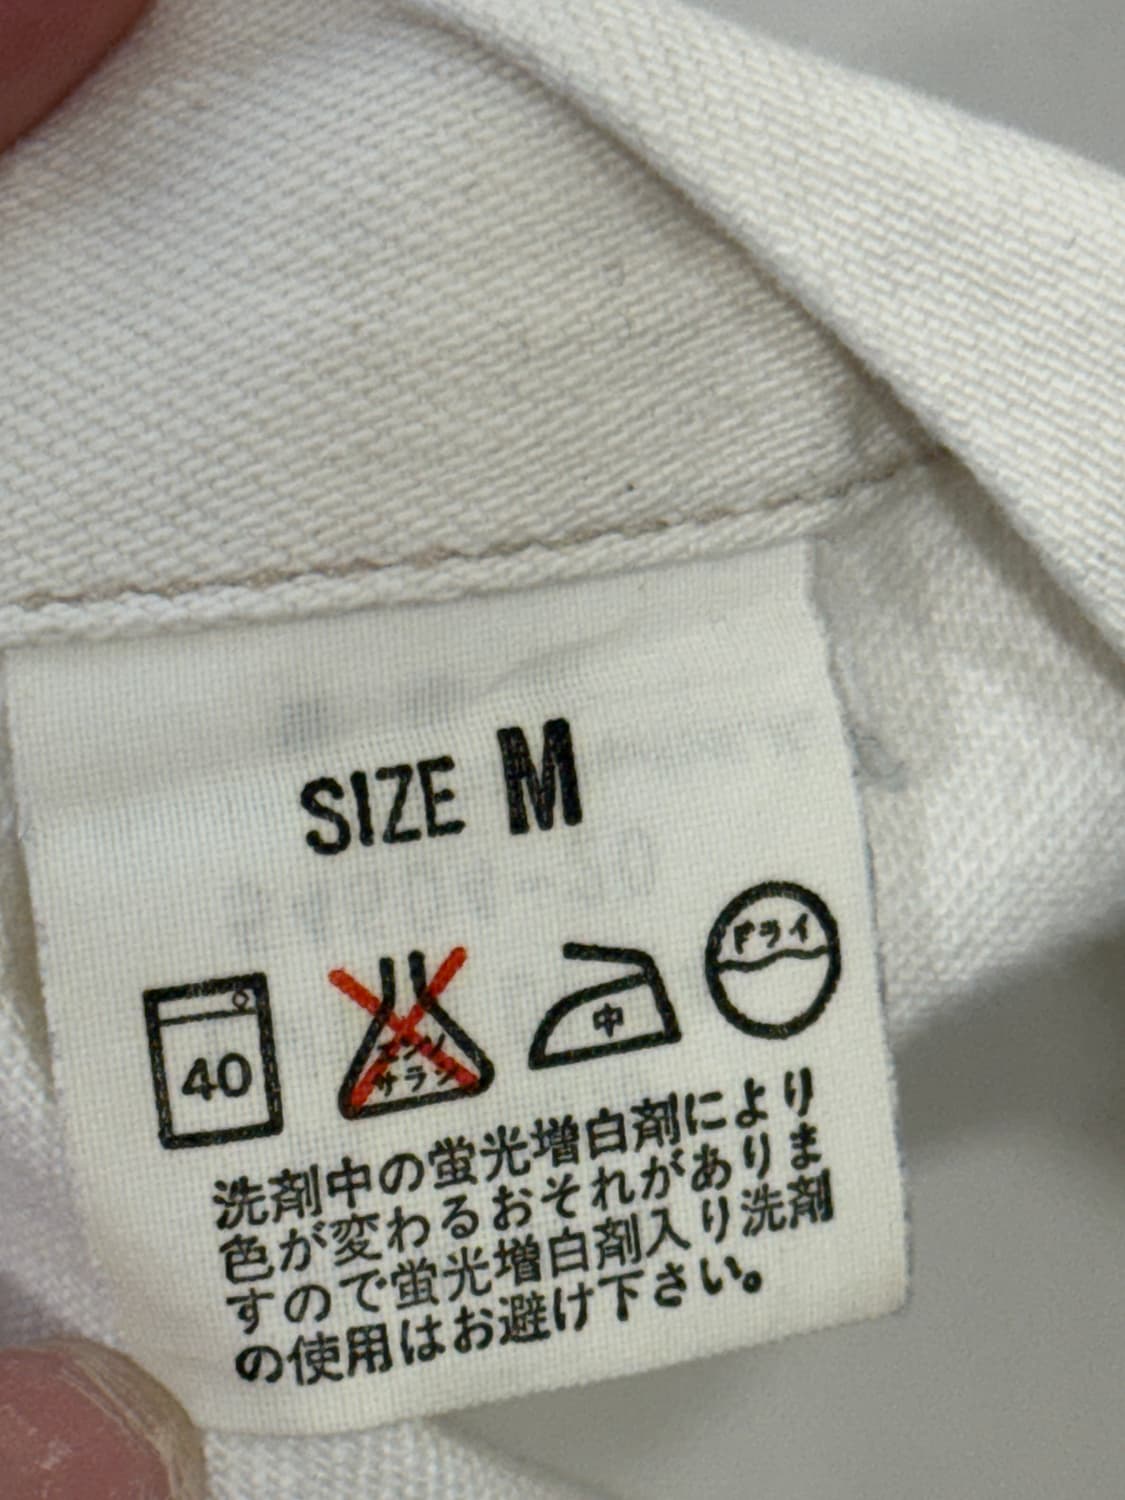 SIZE M
40
エンソ
サラシ
中
ドライ
洗剤中の蛍光増白剤により
色が変わるおそれがありま
すので蛍光増白剤入り洗剤
の使用はお避け下さい。